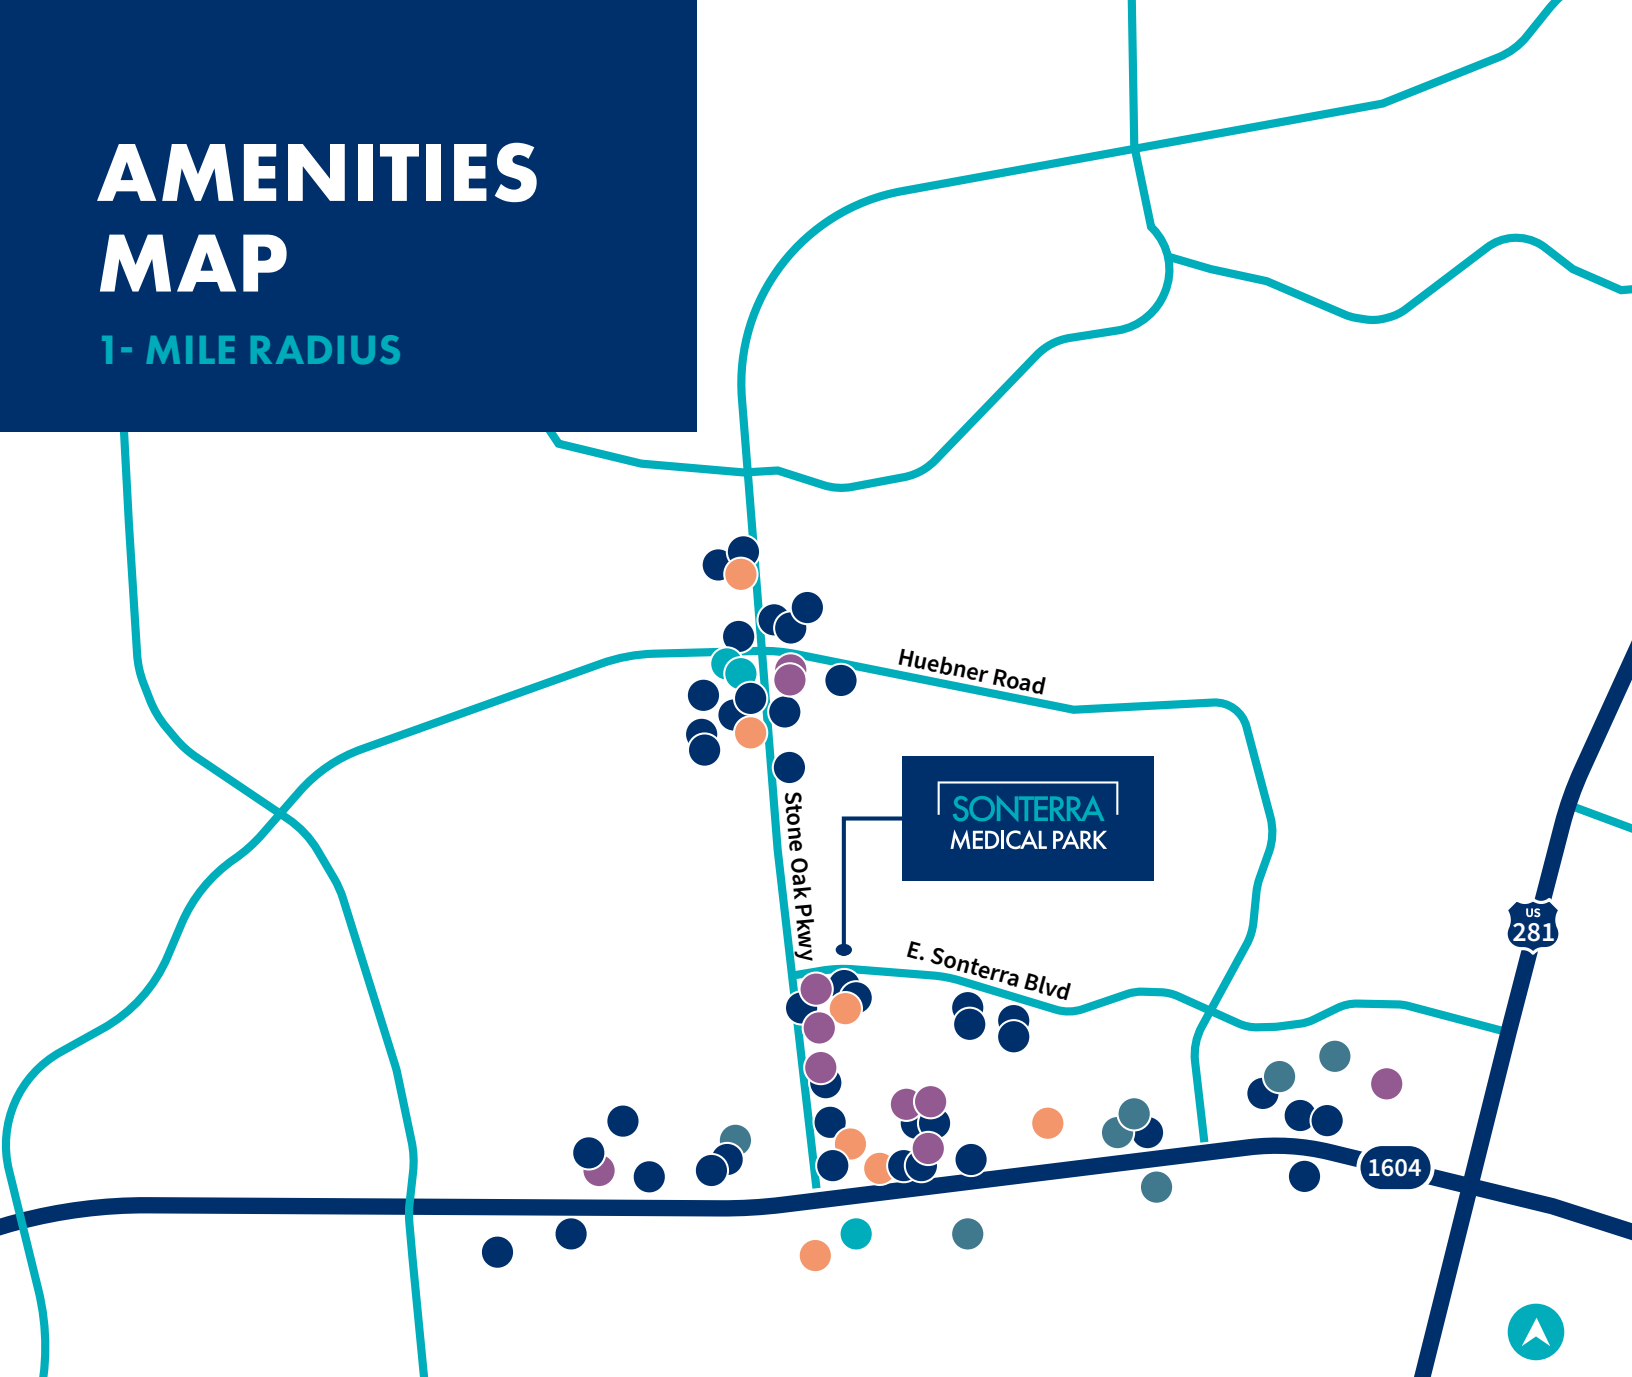 AMENITIES
MAP
1- MILE RADIUS
Huebner Road
Stone Oak Pkwy
SONTERRA
MEDICAL PARK
E. Sonterra Blvd
US
281
1604